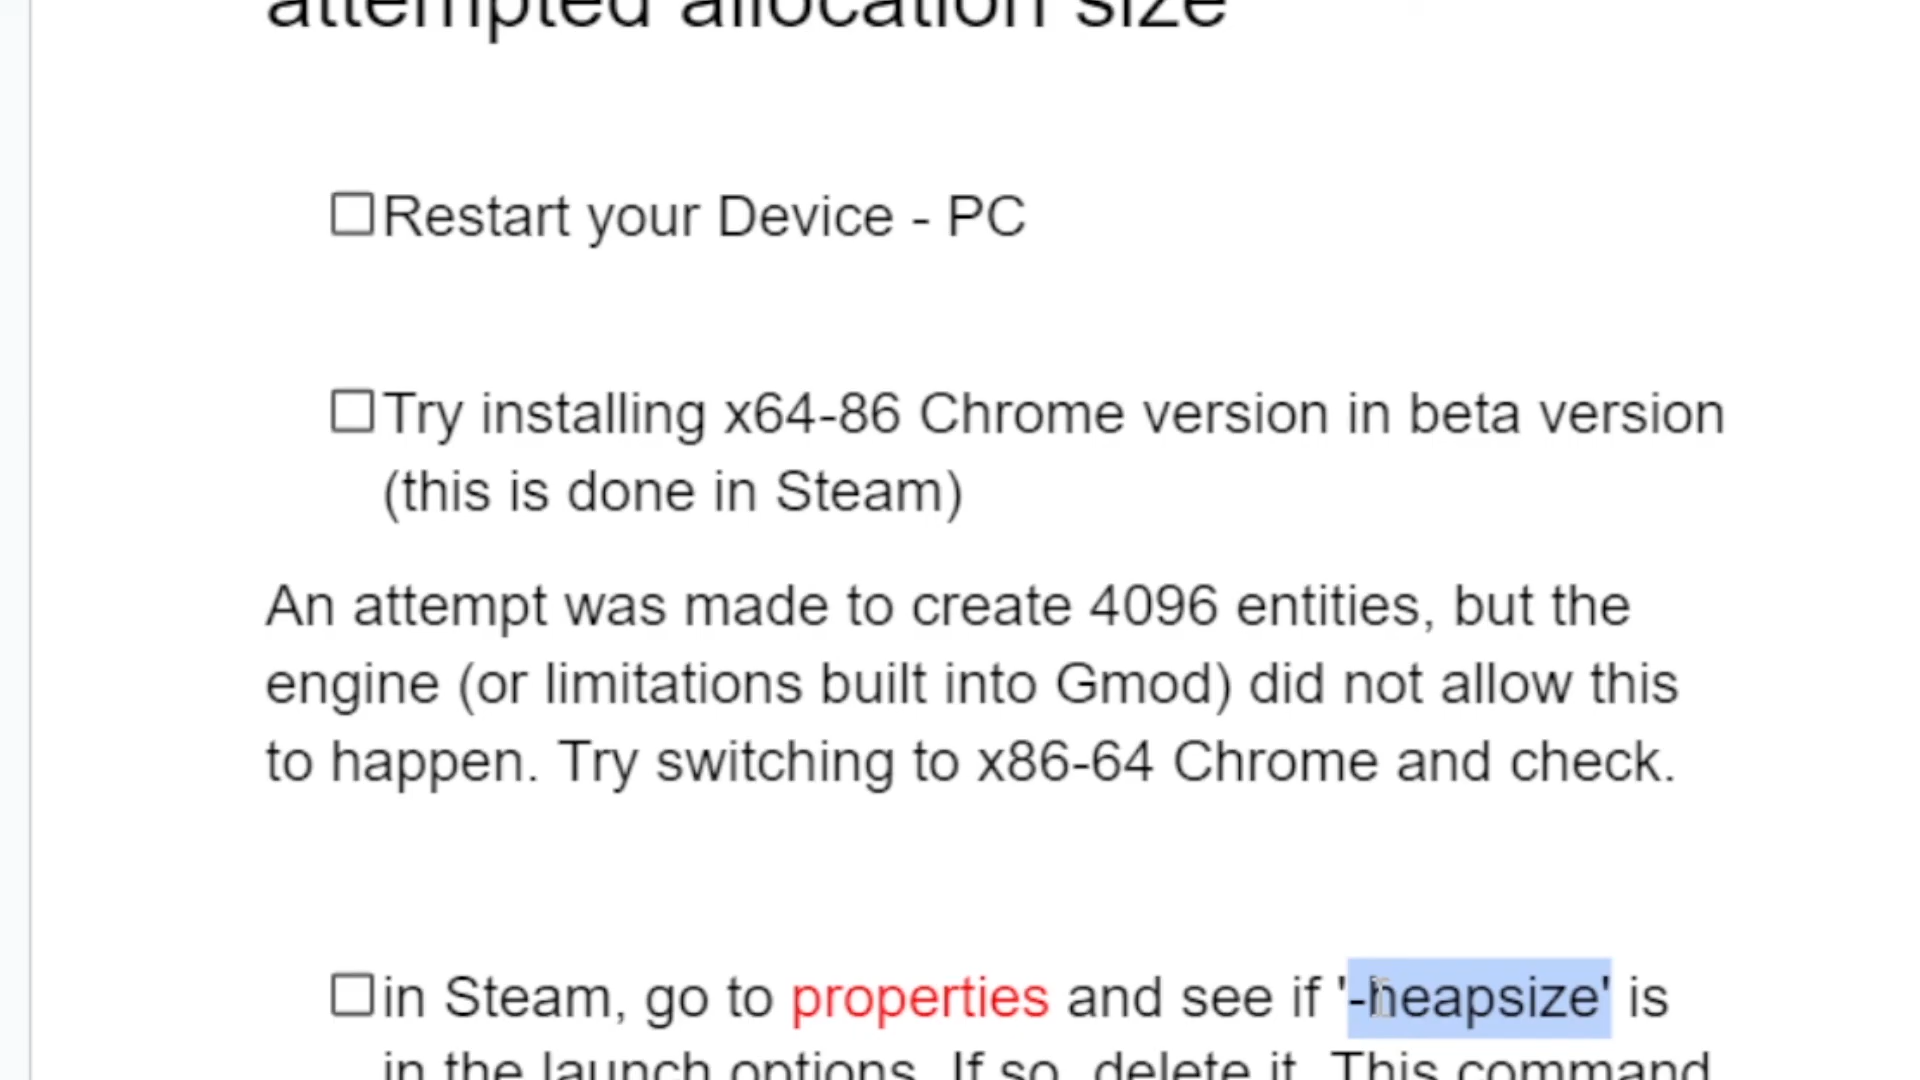 attempted allocation size
Restart your Device - PC
Try installing x64-86 Chrome version in beta version
(this is done in Steam)
An attempt was made to create 4096 entities, but the
engine (or limitations built into Gmod) did not allow this
to happen. Try switching to x86-64 Chrome and check.
in Steam, go to properties and see if '-heapsize' is
in the launch options. If so, delete it. This command